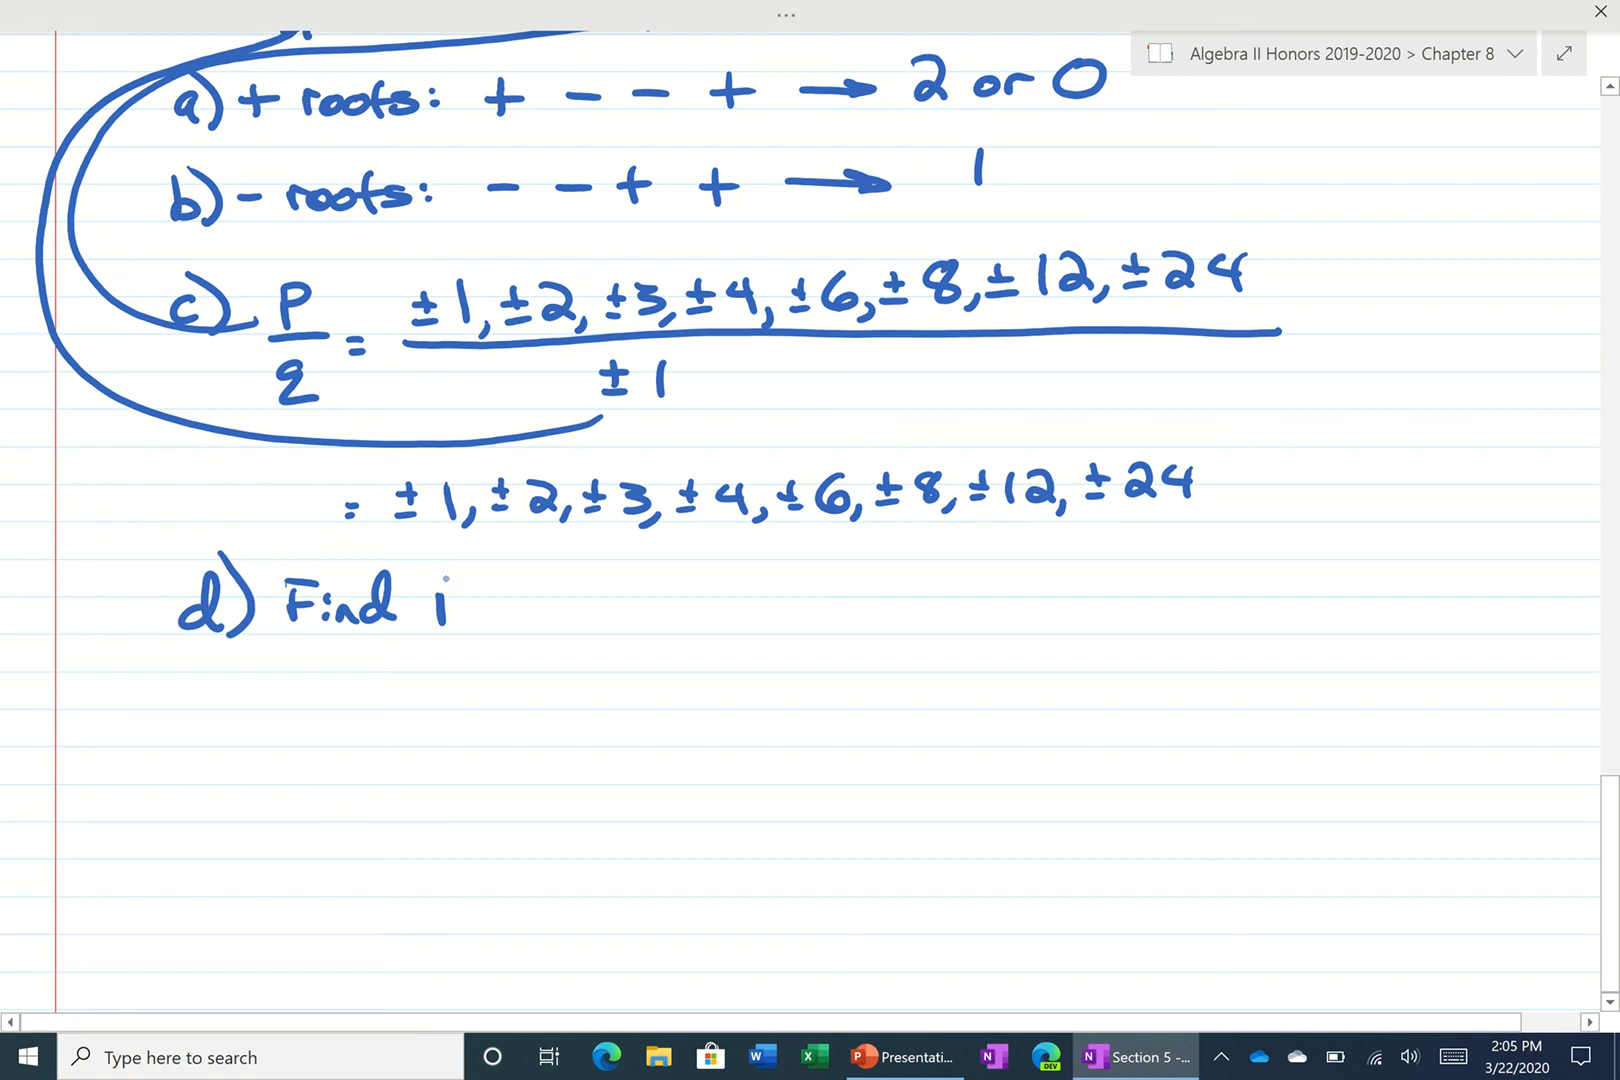 Algebra II Honors 2019-2020 > Chapter 8
a) + roots: + - - + → 2 or 0
b) - roots: - - + + → 1
c) P/q = ±1, ±2, ±3, ±4, ±6, ±8, ±12, ±24 / ±1
= ±1, ±2, ±3, ±4, ±6, ±8, ±12, ±24
d) Find i
Type here to search
DEV
Presentati...
Section 5 -...
2:05 PM
3/22/2020